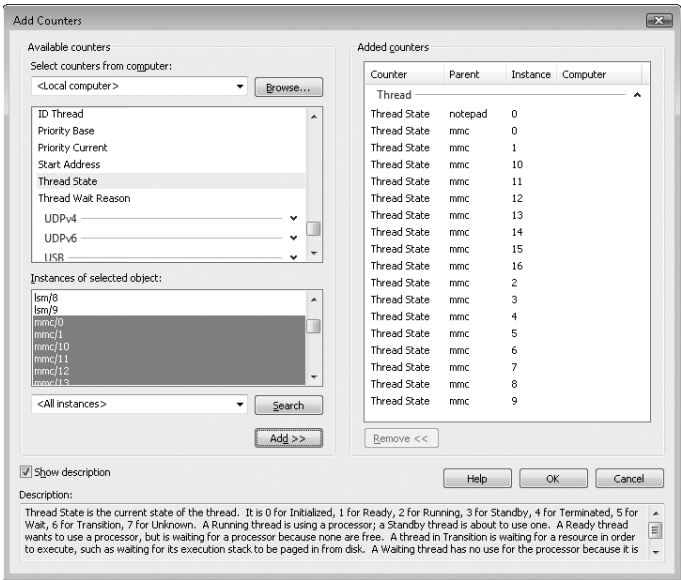 Add Counters
Available counters
Select counters from computer:
<Local computer>
Browse...
ID Thread
Priority Base
Priority Current
Start Address
Thread State
Thread Wait Reason
UDPv4
UDPv6
USB
Instances of selected object:
lsm/8
lsm/9
mmc/0
mmc/1
mmc/10
mmc/11
mmc/12
mmc/13
<All instances>
Search
Add >>
Added counters
Counter Parent Instance Computer
Thread
Thread State notepad 0
Thread State mmc 0
Thread State mmc 1
Thread State mmc 10
Thread State mmc 11
Thread State mmc 12
Thread State mmc 13
Thread State mmc 14
Thread State mmc 15
Thread State mmc 16
Thread State mmc 2
Thread State mmc 3
Thread State mmc 4
Thread State mmc 5
Thread State mmc 6
Thread State mmc 7
Thread State mmc 8
Thread State mmc 9
Remove <<
Show description
Help
OK
Cancel
Description:
Thread State is the current state of the thread. It is 0 for Initialized, 1 for Ready, 2 for Running, 3 for Standby, 4 for Terminated, 5 for
Wait, 6 for Transition, 7 for Unknown. A Running thread is using a processor; a Standby thread is about to use one. A Ready thread
wants to use a processor, but is waiting for a processor because none are free. A thread in Transition is waiting for a resource in order
to execute, such as waiting for its execution stack to be paged in from disk. A Waiting thread has no use for the processor because it is